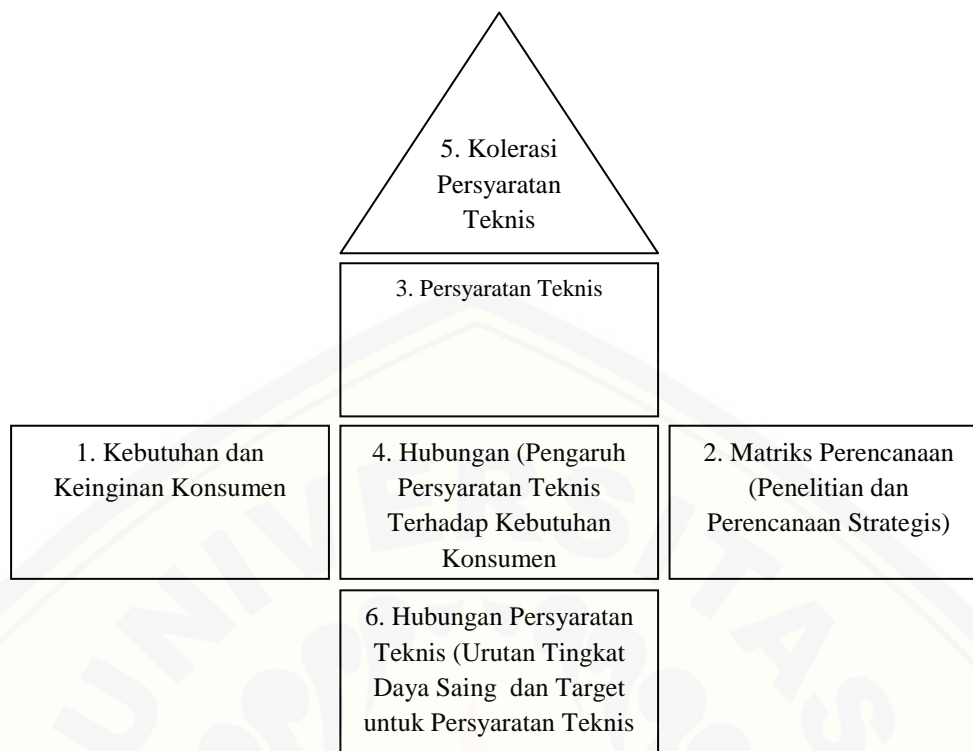 5. Kolerasi
Persyaratan
Teknis
3. Persyaratan Teknis
1. Kebutuhan dan
Keinginan Konsumen
4. Hubungan (Pengaruh
Persyaratan Teknis
Terhadap Kebutuhan
Konsumen
2. Matriks Perencanaan
(Penelitian dan
Perencanaan Strategis)
6. Hubungan Persyaratan
Teknis (Urutan Tingkat
Daya Saing dan Target
untuk Persyaratan Teknis
UNIVERSITAS